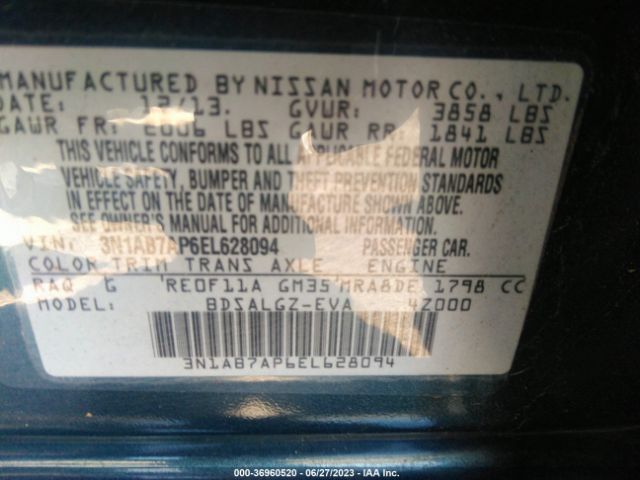 MANUFACTURED BY NISSAN MOTOR CO., LTD.
DATE: 12/13. GVWR: 3858 LBS
GAWR FR: 2006 LBS GAWR RR: 1841 LBS
THIS VEHICLE CONFORMS TO ALL APPLICABLE FEDERAL MOTOR
VEHICLE SAFETY, BUMPER AND THEFT PREVENTION STANDARDS
IN EFFECT ON THE DATE OF MANUFACTURE SHOWN ABOVE.
SEE OWNER'S MANUAL FOR ADDITIONAL INFORMATION.
V.I.N: 3N1AB7AP6EL628094 PASSENGER CAR.
COLOR TRIM TRANS AXLE ENGINE
RAQ G RE0F11A GM35 MRA8DE 1798 CC
MODEL: BDSALGZ-EVA 4Z000
3N1AB7AP6EL628094
000-36960520 - 06/27/2023 - © IAA Inc.